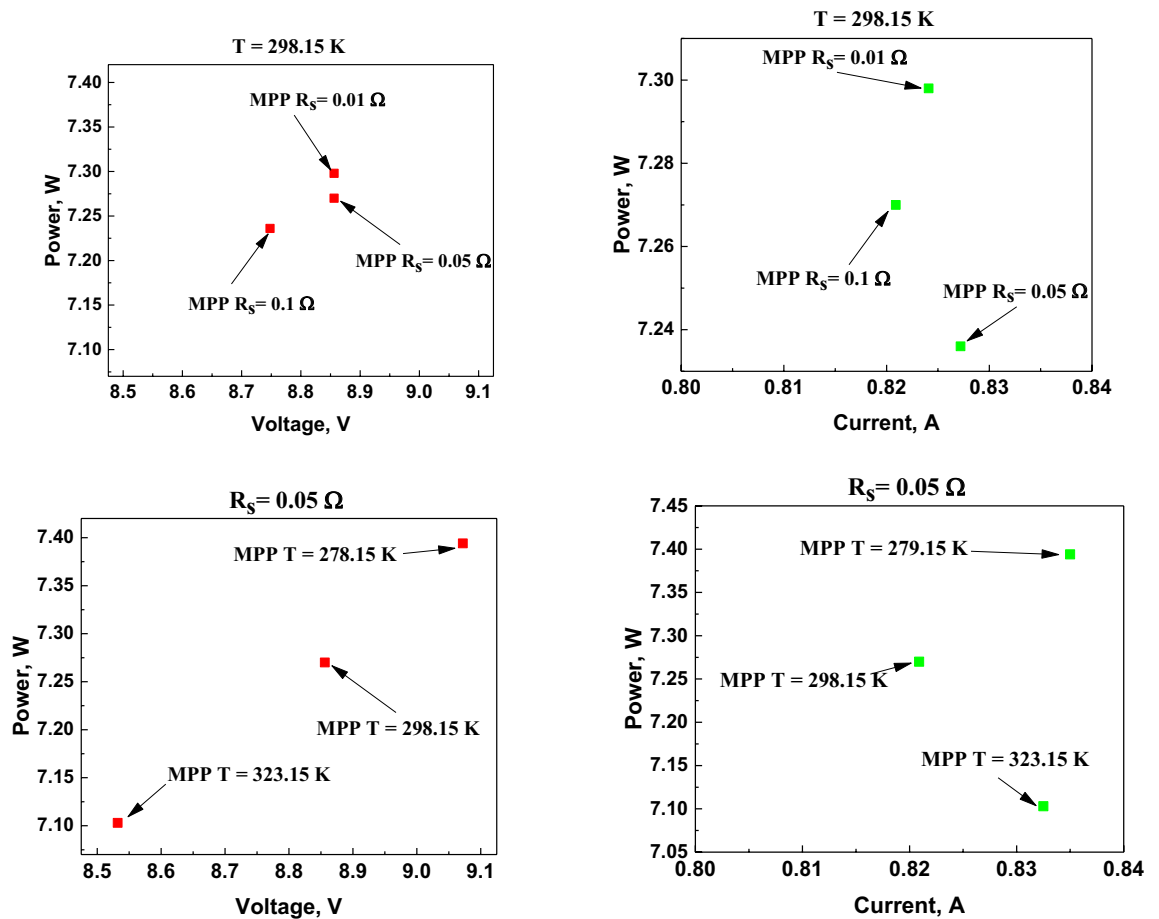 T = 298.15 K
7.40
7.35
7.30
7.25
7.20
7.15
7.10
Power, W
MPP Rs= 0.01 Ω
MPP Rs= 0.05 Ω
MPP Rs= 0.1 Ω
8.5 8.6 8.7 8.8 8.9 9.0 9.1
Voltage, V
T = 298.15 K
7.30
7.28
7.26
7.24
Power, W
MPP Rs= 0.01 Ω
MPP Rs= 0.1 Ω
MPP Rs= 0.05 Ω
0.80 0.81 0.82 0.83 0.84
Current, A
Rs= 0.05 Ω
7.40
7.35
7.30
7.25
7.20
7.15
7.10
Power, W
MPP T = 278.15 K
MPP T = 298.15 K
MPP T = 323.15 K
8.5 8.6 8.7 8.8 8.9 9.0 9.1
Voltage, V
Rs= 0.05 Ω
7.45
7.40
7.35
7.30
7.25
7.20
7.15
7.10
7.05
Power, W
MPP T = 279.15 K
MPP T = 298.15 K
MPP T = 323.15 K
0.80 0.81 0.82 0.83 0.84
Current, A